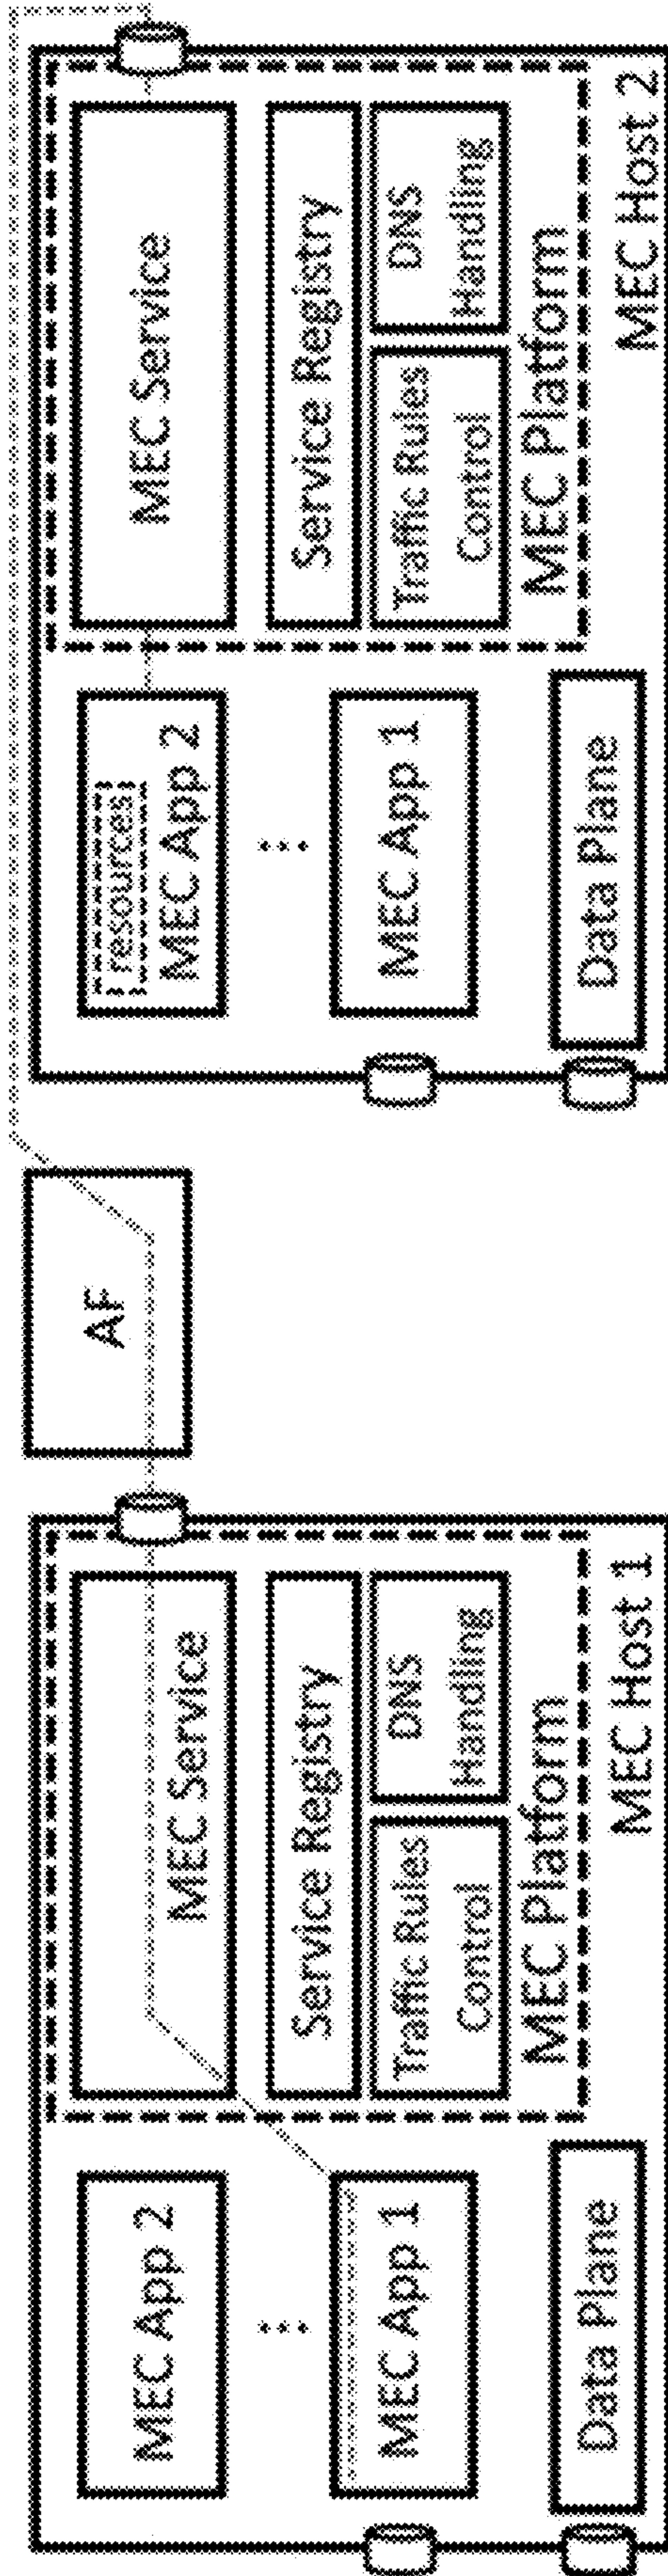 MEC App 2
...
MEC App 1
Data Plane
MEC Service
Service Registry
Traffic Rules
Control
DNS
Handling
MEC Platform
MEC Host 1
AF
resources
MEC App 2
...
MEC App 1
Data Plane
MEC Service
Service Registry
Traffic Rules
Control
DNS
Handling
MEC Platform
MEC Host 2